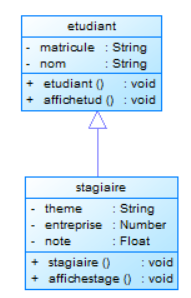 etudiant
- matricule : String
- nom : String
+ etudiant () : void
+ affichetud () : void
stagiaire
- theme : String
- entreprise : Number
- note : Float
+ stagiaire () : void
+ affichestage () : void